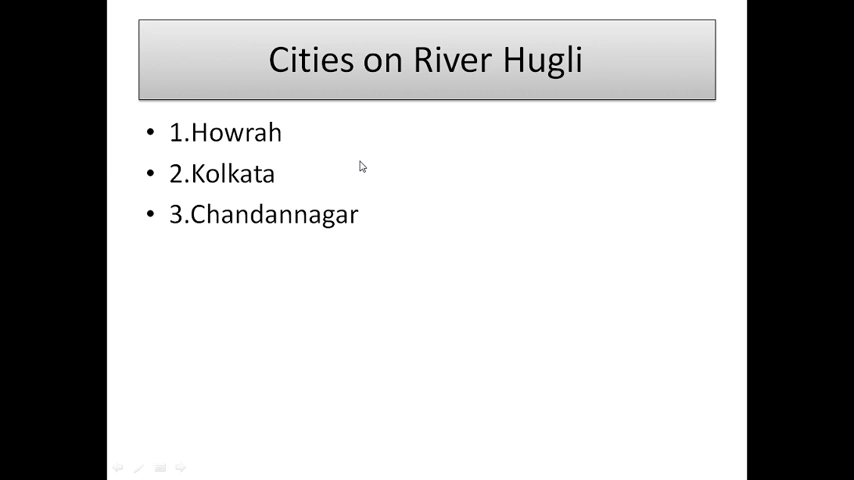 Cities on River Hugli
• 1.Howrah
• 2.Kolkata
• 3.Chandannagar